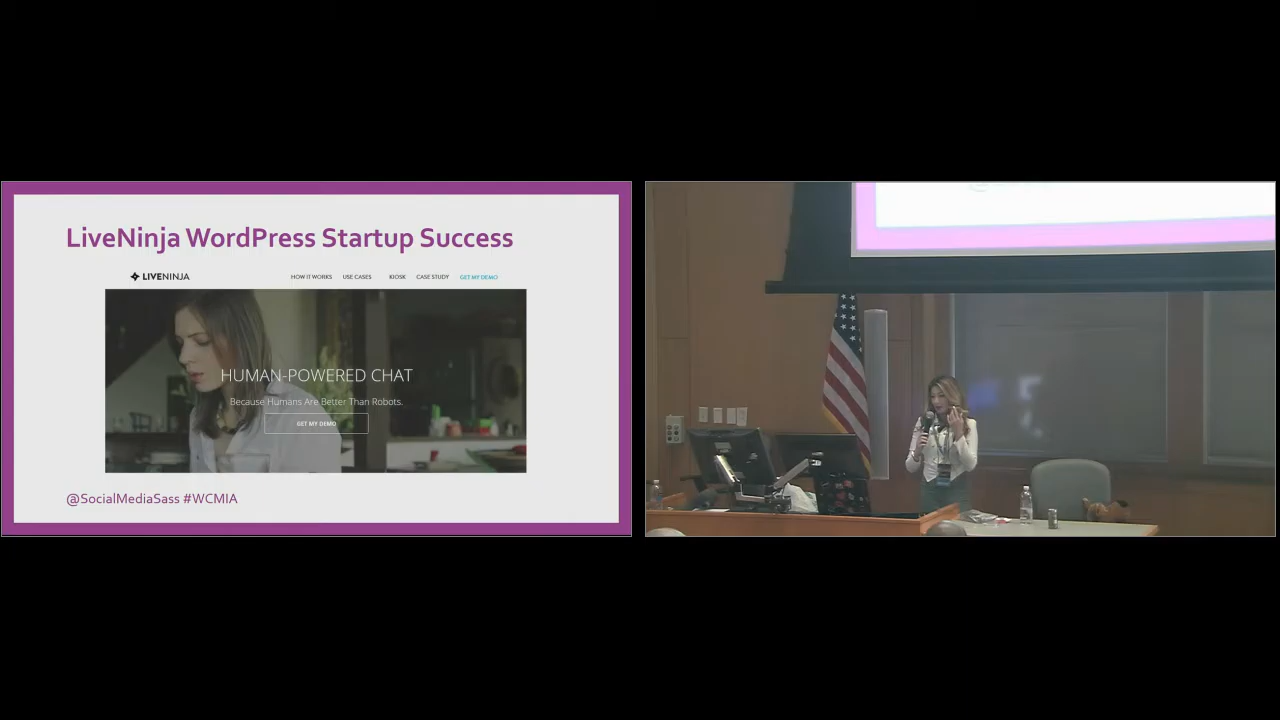 LiveNinja WordPress Startup Success
LIVENINJA HOW IT WORKS USE CASES KIOSK CASE STUDY GET MY DEMO
HUMAN-POWERED CHAT
Because Humans Are Better Than Robots.
GET MY DEMO
@SocialMediaSass #WCMIA